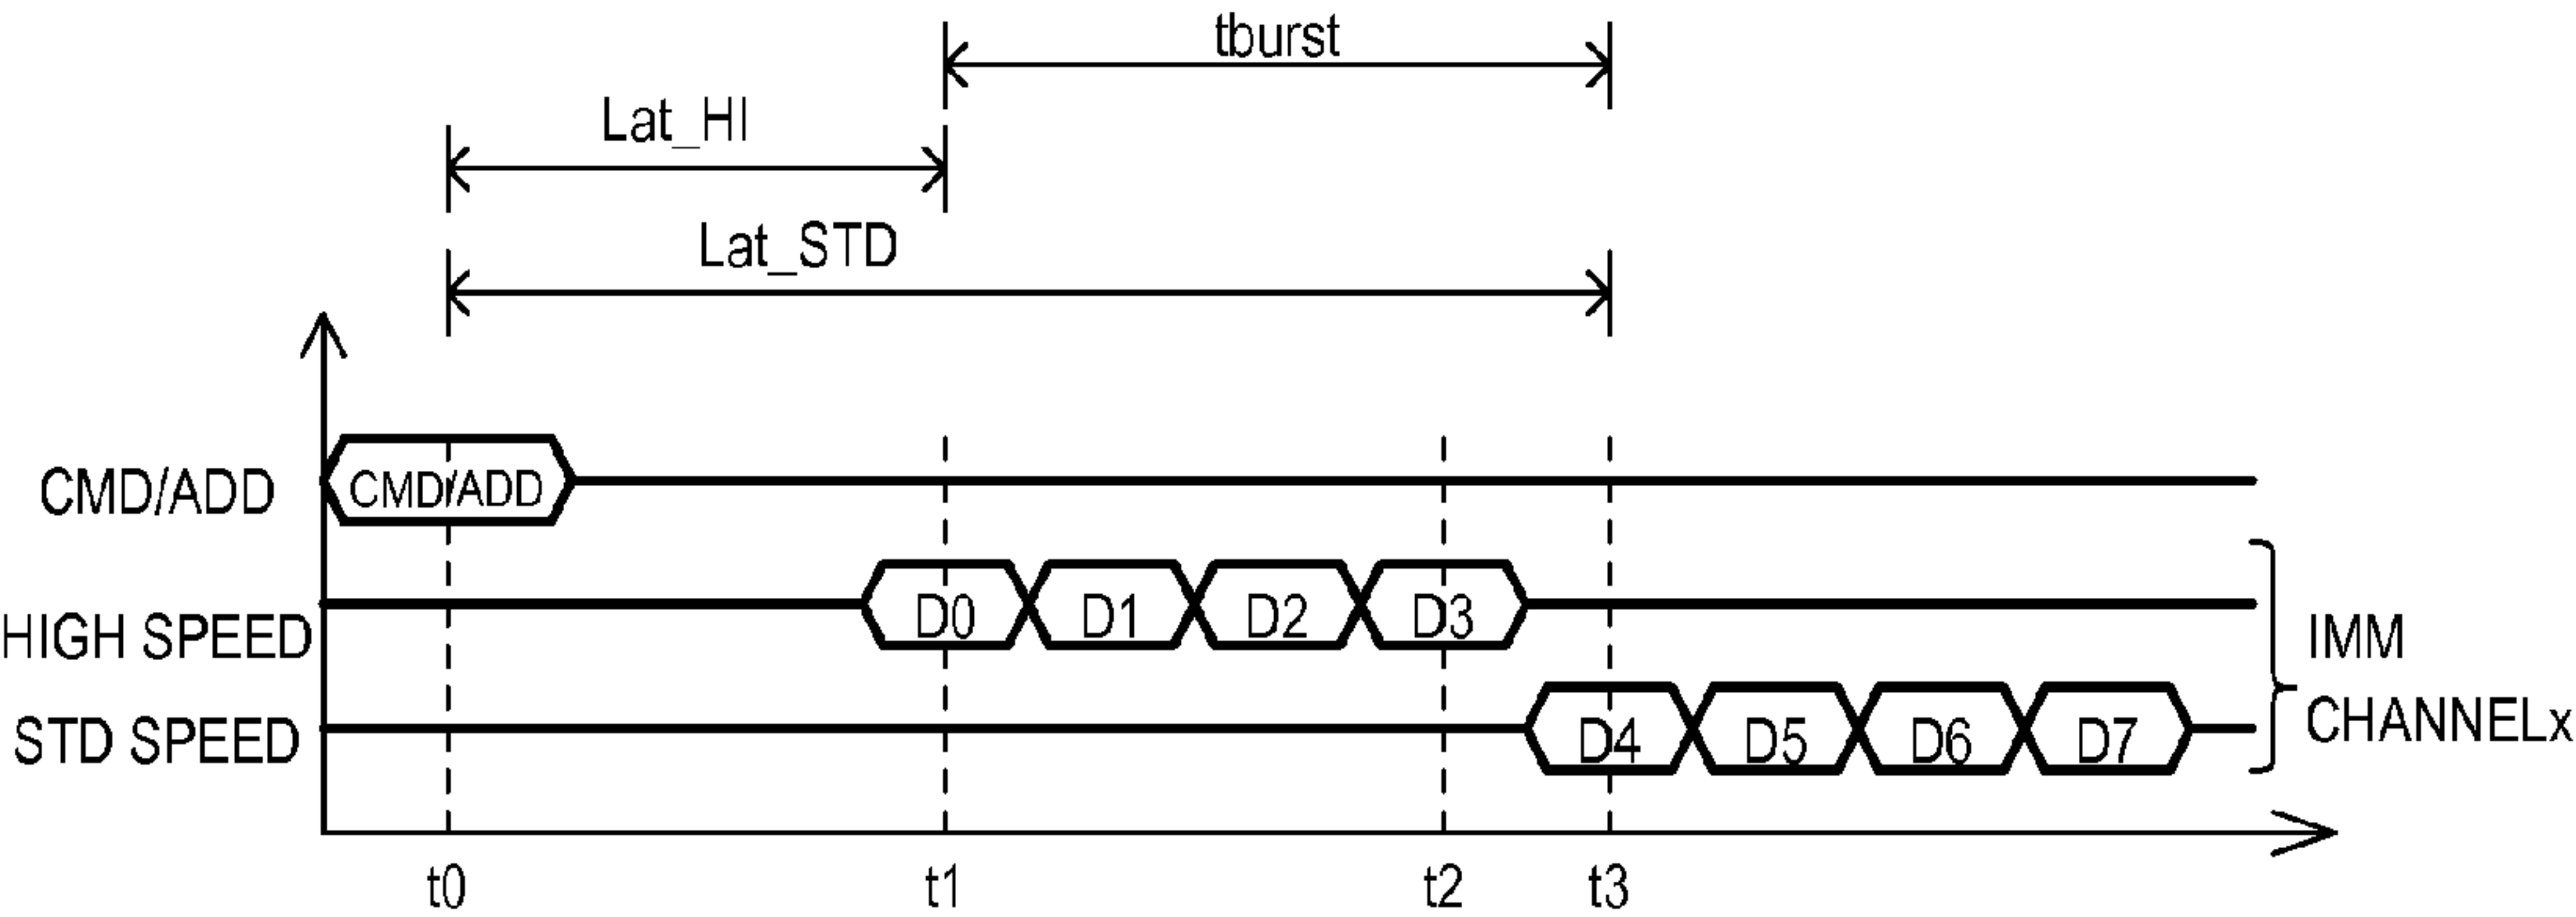 tburst
Lat_HI
Lat_STD
CMD/ADD
CMD/ADD
HIGH SPEED
D0 D1 D2 D3
STD SPEED
D4 D5 D6 D7
IMM
CHANNELx
t0 t1 t2 t3